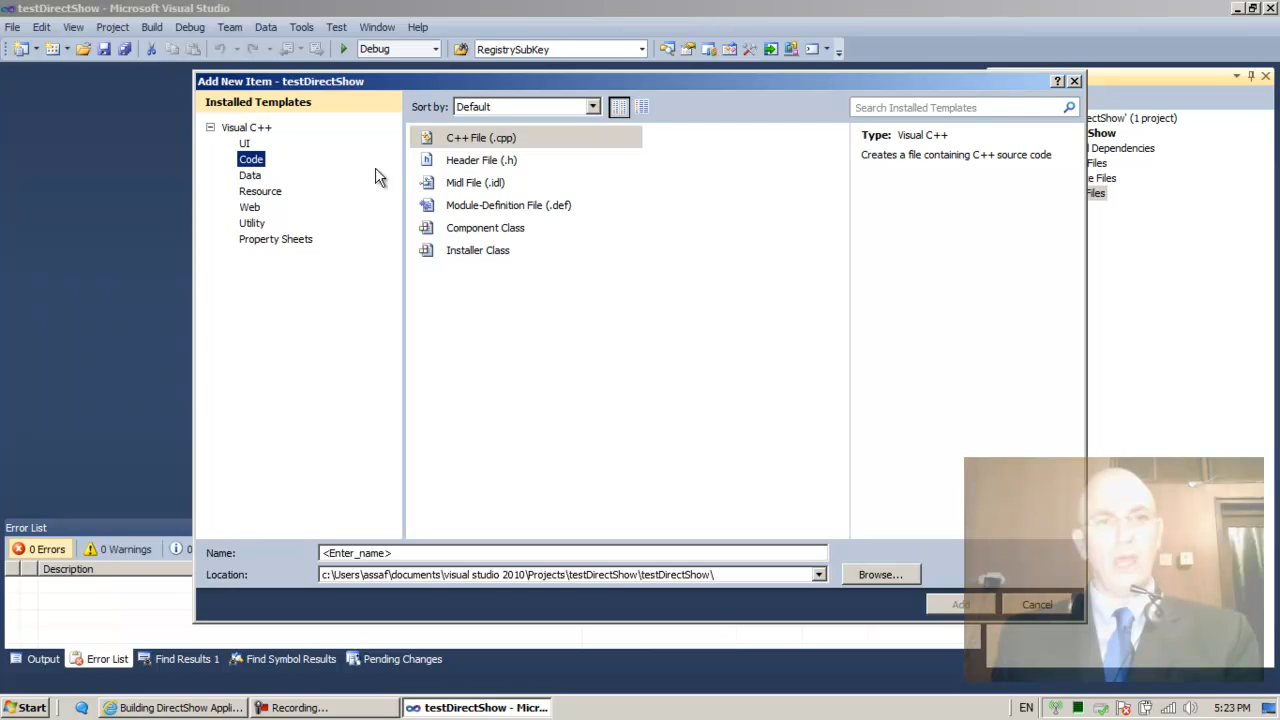 testDirectShow - Microsoft Visual Studio
File Edit View Project Build Debug Team Data Tools Test Window Help
Debug
RegistrySubKey
Add New Item - testDirectShow
Installed Templates
Sort by: Default
Search Installed Templates
Visual C++
UI
Code
Data
Resource
Web
Utility
Property Sheets
C++ File (.cpp)
Header File (.h)
Midl File (.idl)
Module-Definition File (.def)
Component Class
Installer Class
Type: Visual C++
Creates a file containing C++ source code
ectShow' (1 project)
Show
l Dependencies
Files
e Files
Files
Error List
0 Errors
0 Warnings
0
Description
Name: <Enter_name>
Location: c:\Users\assaf\documents\visual studio 2010\Projects\testDirectShow\testDirectShow\
Browse...
Add
Cancel
Output
Error List
Find Results 1
Find Symbol Results
Pending Changes
Start
Building DirectShow Appli...
Recording...
testDirectShow - Micr...
EN
5:23 PM